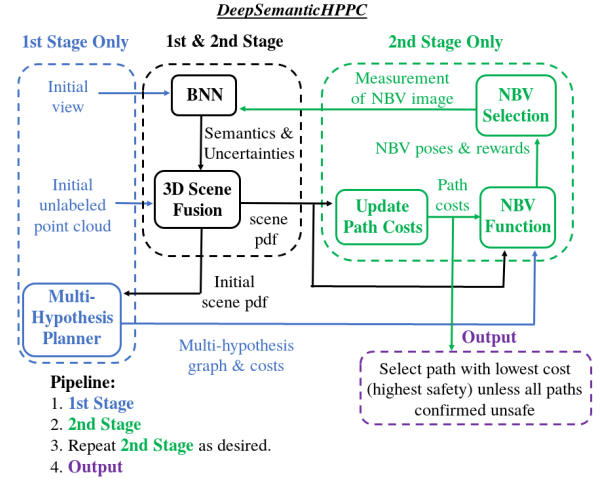 DeepSemanticHPPC
1st Stage Only
1st & 2nd Stage
2nd Stage Only
Initial
view
BNN
Measurement
of NBV image
NBV
Selection
Semantics &
Uncertainties
NBV poses & rewards
Initial
unlabeled
point cloud
3D Scene
Fusion
scene
pdf
Update
Path Costs
Path
costs
NBV
Function
Initial
scene pdf
Multi-
Hypothesis
Planner
Multi-hypothesis
graph & costs
Output
Select path with lowest cost
(highest safety) unless all paths
confirmed unsafe
Pipeline:
1. 1st Stage
2. 2nd Stage
3. Repeat 2nd Stage as desired.
4. Output